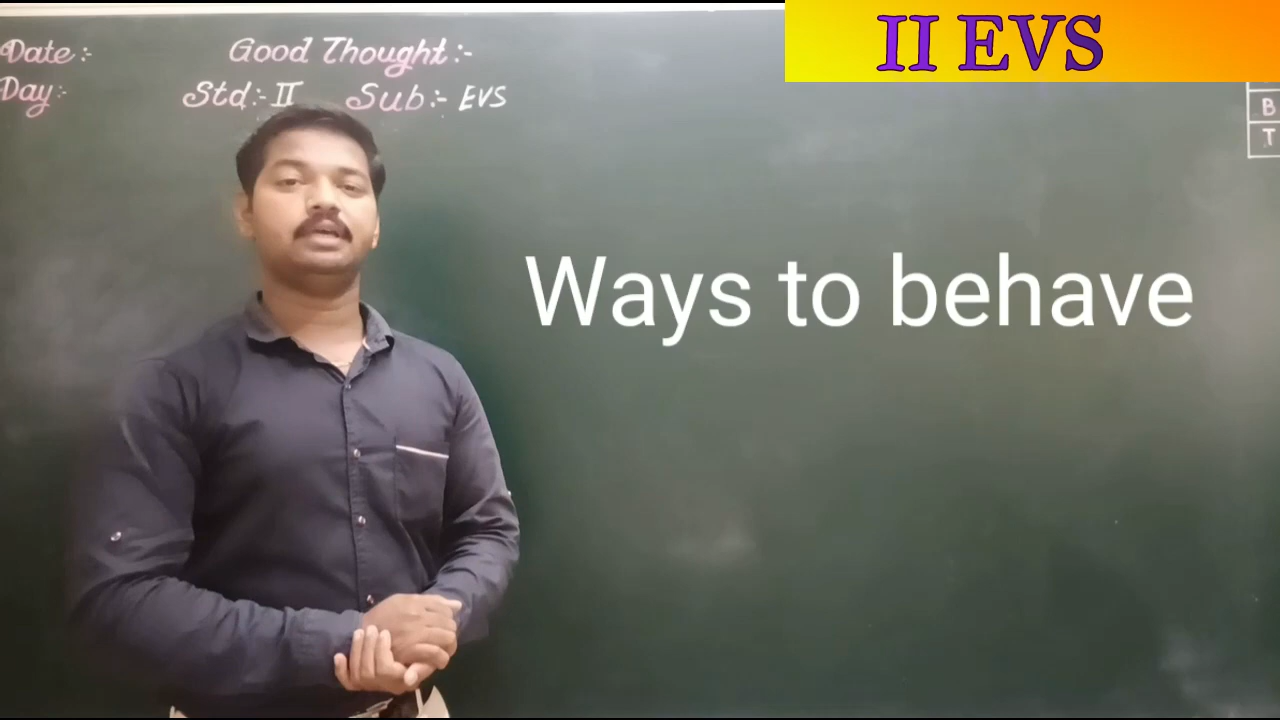 II EVS
Date :- Good Thought :-
Day:- Std:- II Sub:- EVS
B
T
Ways to behave